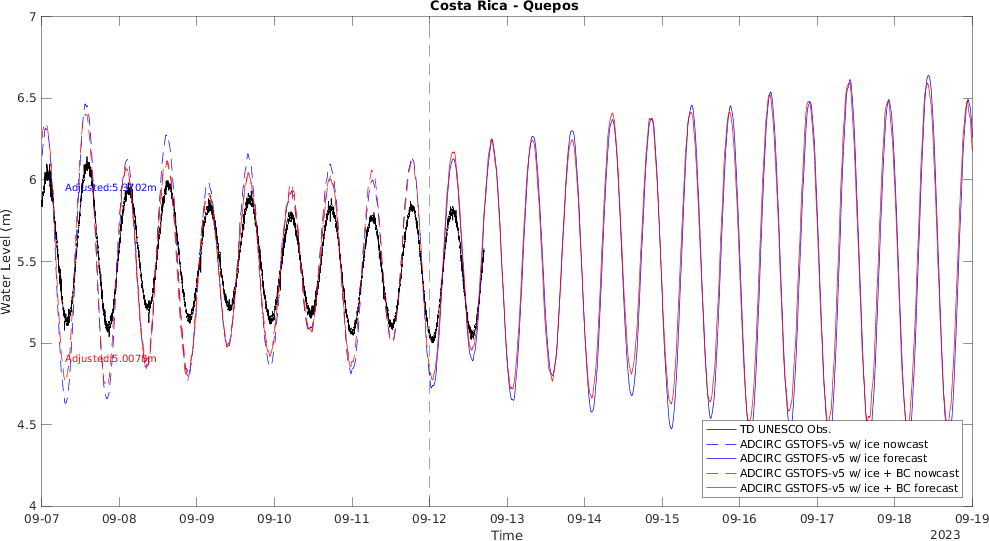 Costa Rica - Quepos
7
6.5
6
5.5
5
4.5
4
Water Level (m)
Adjusted:5.3702m
Adjusted:5.0078m
TD UNESCO Obs.
ADCIRC GSTOFS-v5 w/ ice nowcast
ADCIRC GSTOFS-v5 w/ ice forecast
ADCIRC GSTOFS-v5 w/ ice + BC nowcast
ADCIRC GSTOFS-v5 w/ ice + BC forecast
09-07 09-08 09-09 09-10 09-11 09-12 09-13 09-14 09-15 09-16 09-17 09-18 09-19
Time
2023